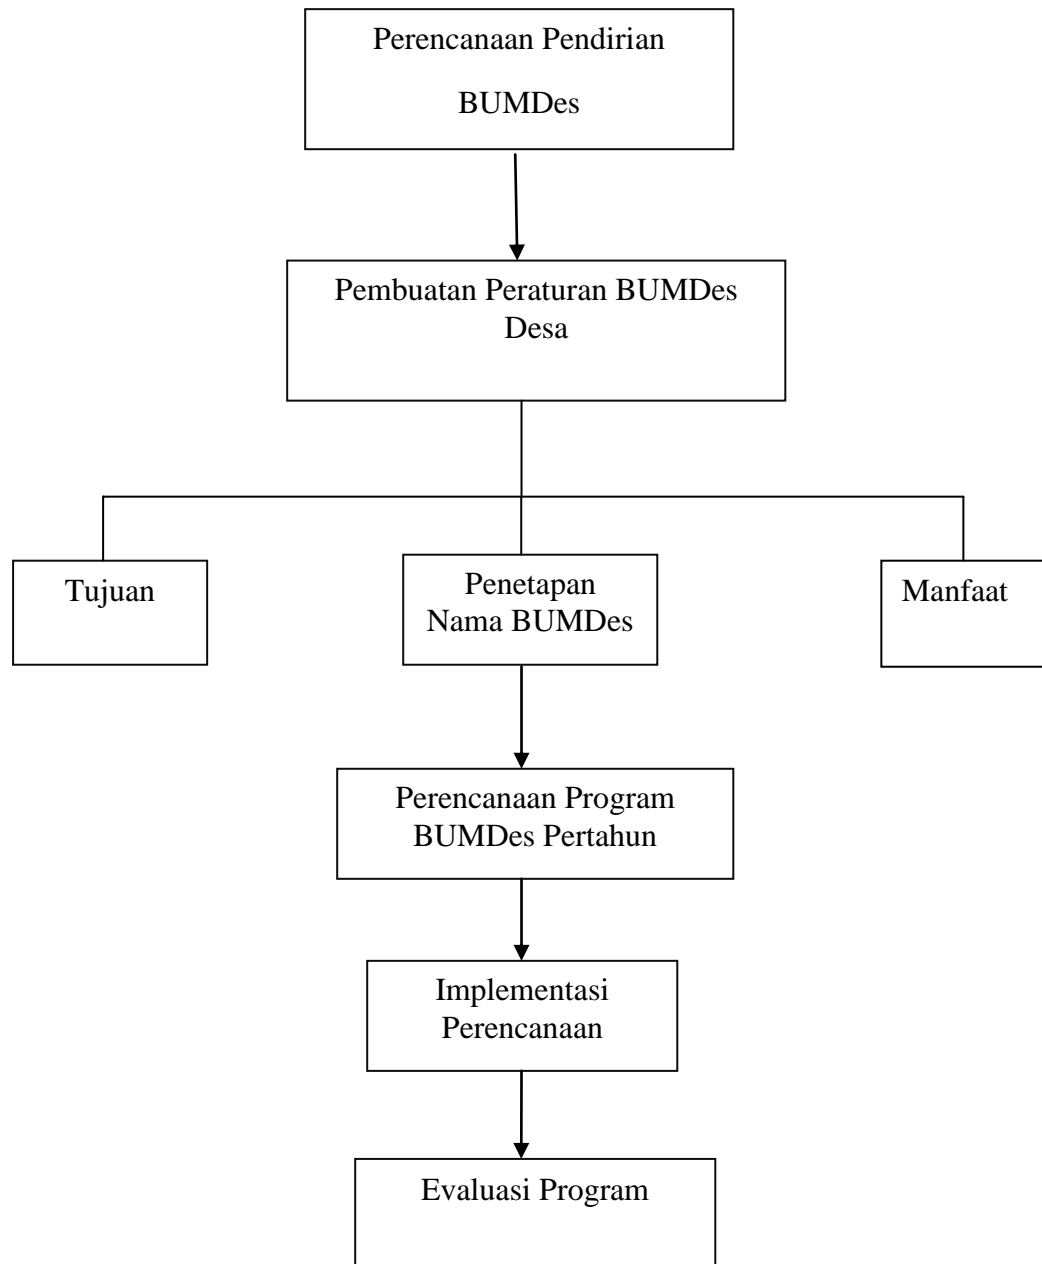 Perencanaan Pendirian
BUMDes
Pembuatan Peraturan BUMDes
Desa
Tujuan
Penetapan
Nama BUMDes
Manfaat
Perencanaan Program
BUMDes Pertahun
Implementasi
Perencanaan
Evaluasi Program